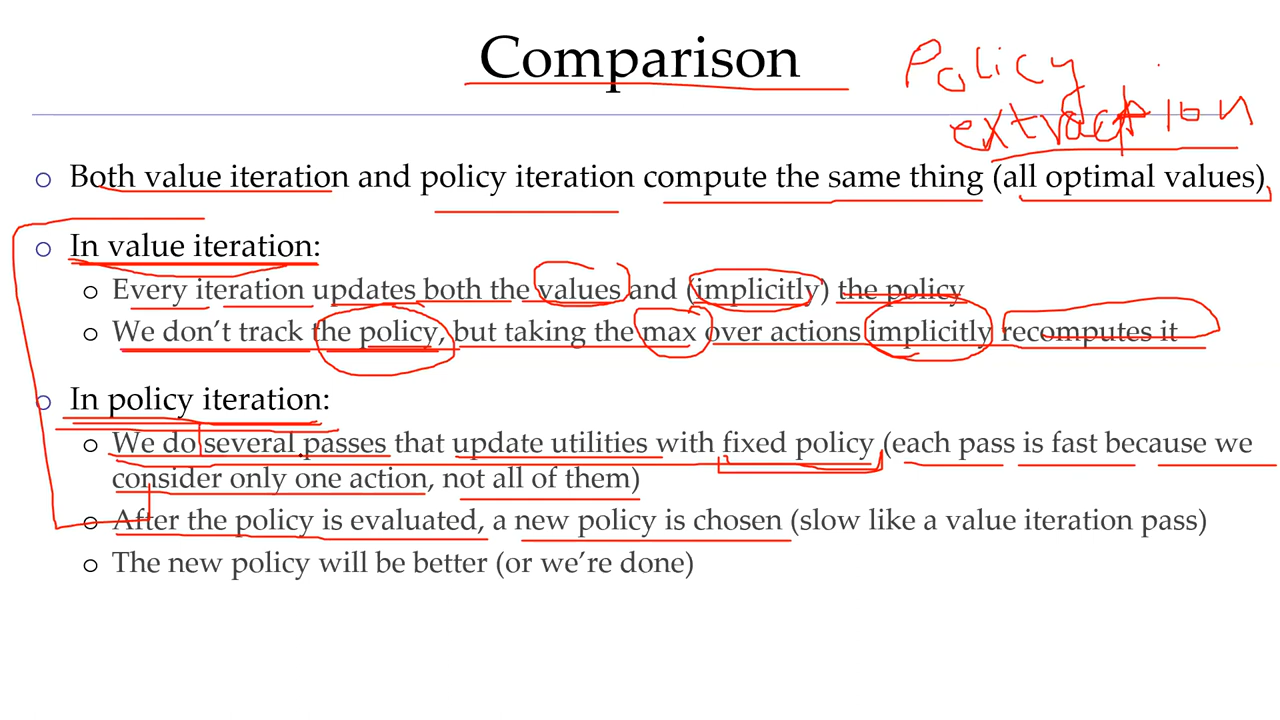 Comparison
Policy
extraction
Both value iteration and policy iteration compute the same thing (all optimal values)
In value iteration:
Every iteration updates both the values and (implicitly) the policy
We don't track the policy, but taking the max over actions implicitly recomputes it
In policy iteration:
We do several passes that update utilities with fixed policy (each pass is fast because we
consider only one action, not all of them)
After the policy is evaluated, a new policy is chosen (slow like a value iteration pass)
The new policy will be better (or we're done)